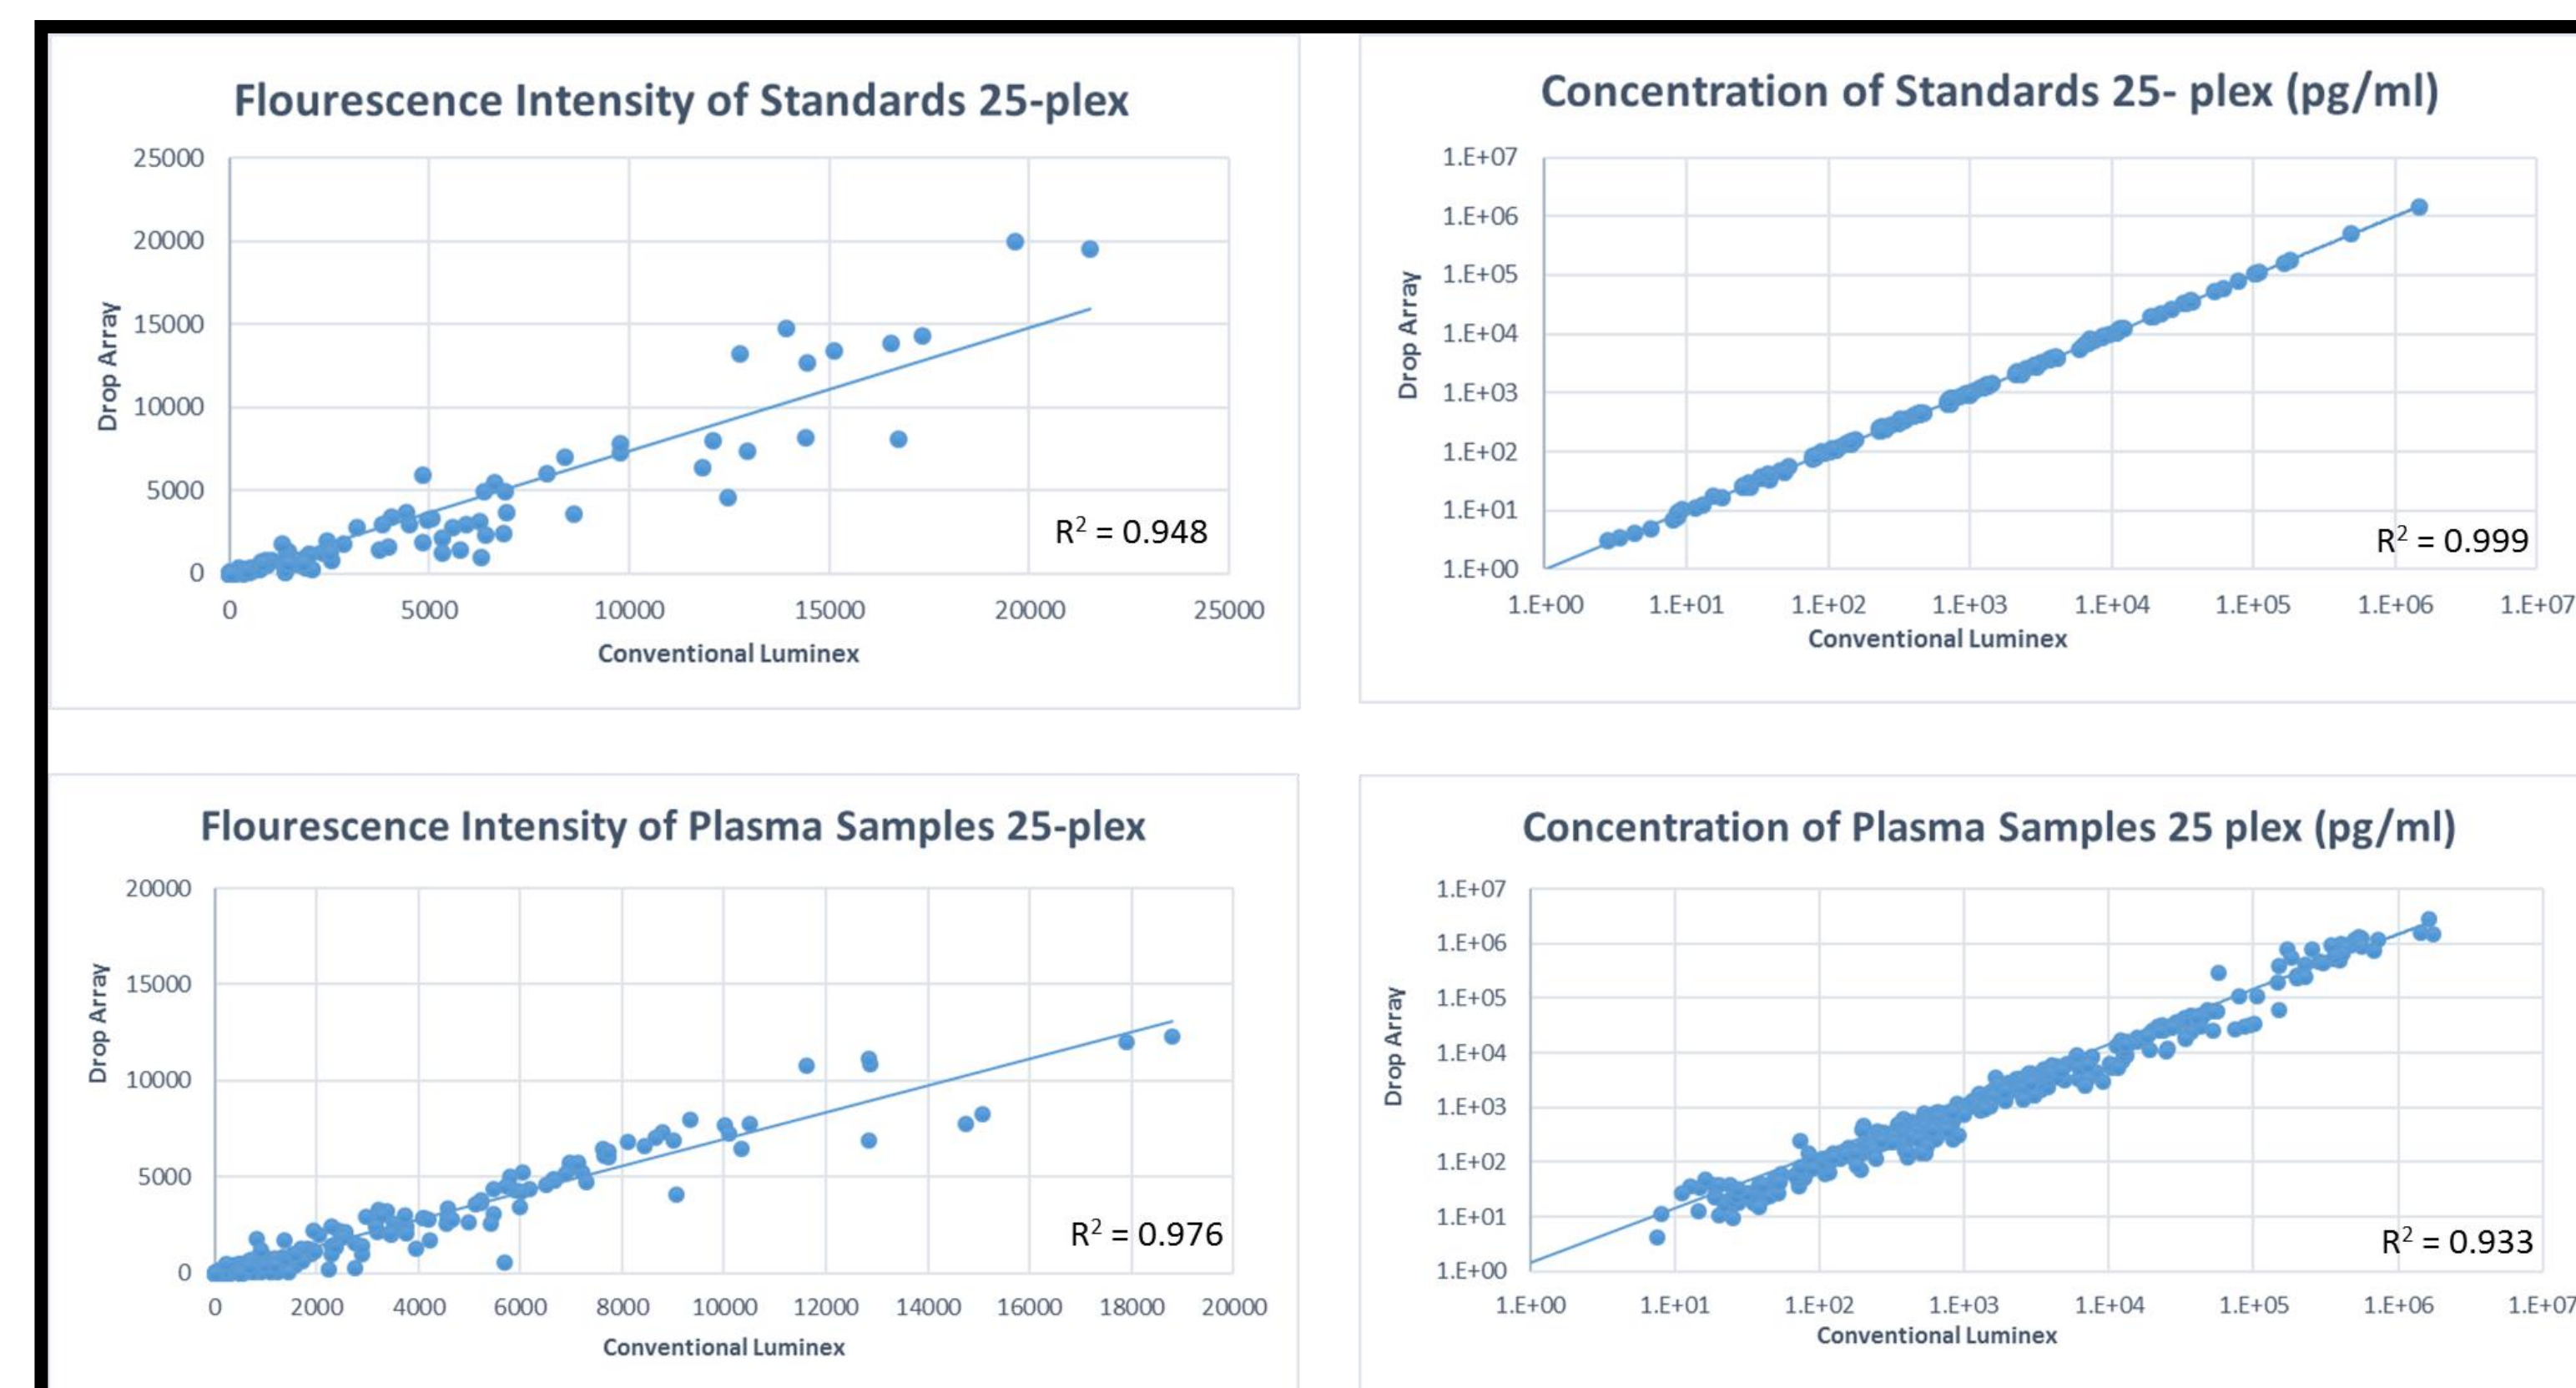 Flourescence Intensity of Standards 25-plex
25000
20000
15000
10000
5000
0
Drop Array
R² = 0.948
0 5000 10000 15000 20000 25000
Conventional Luminex
Concentration of Standards 25- plex (pg/ml)
1.E+07
1.E+06
1.E+05
1.E+04
1.E+03
1.E+02
1.E+01
1.E+00
Drop Array
R² = 0.999
1.E+00 1.E+01 1.E+02 1.E+03 1.E+04 1.E+05 1.E+06 1.E+07
Conventional Luminex
Flourescence Intensity of Plasma Samples 25-plex
20000
15000
10000
5000
0
Drop Array
R² = 0.976
0 2000 4000 6000 8000 10000 12000 14000 16000 18000 20000
Conventional Luminex
Concentration of Plasma Samples 25 plex (pg/ml)
1.E+07
1.E+06
1.E+05
1.E+04
1.E+03
1.E+02
1.E+01
1.E+00
Drop Array
R² = 0.933
1.E+00 1.E+01 1.E+02 1.E+03 1.E+04 1.E+05 1.E+06 1.E+07
Conventional Luminex